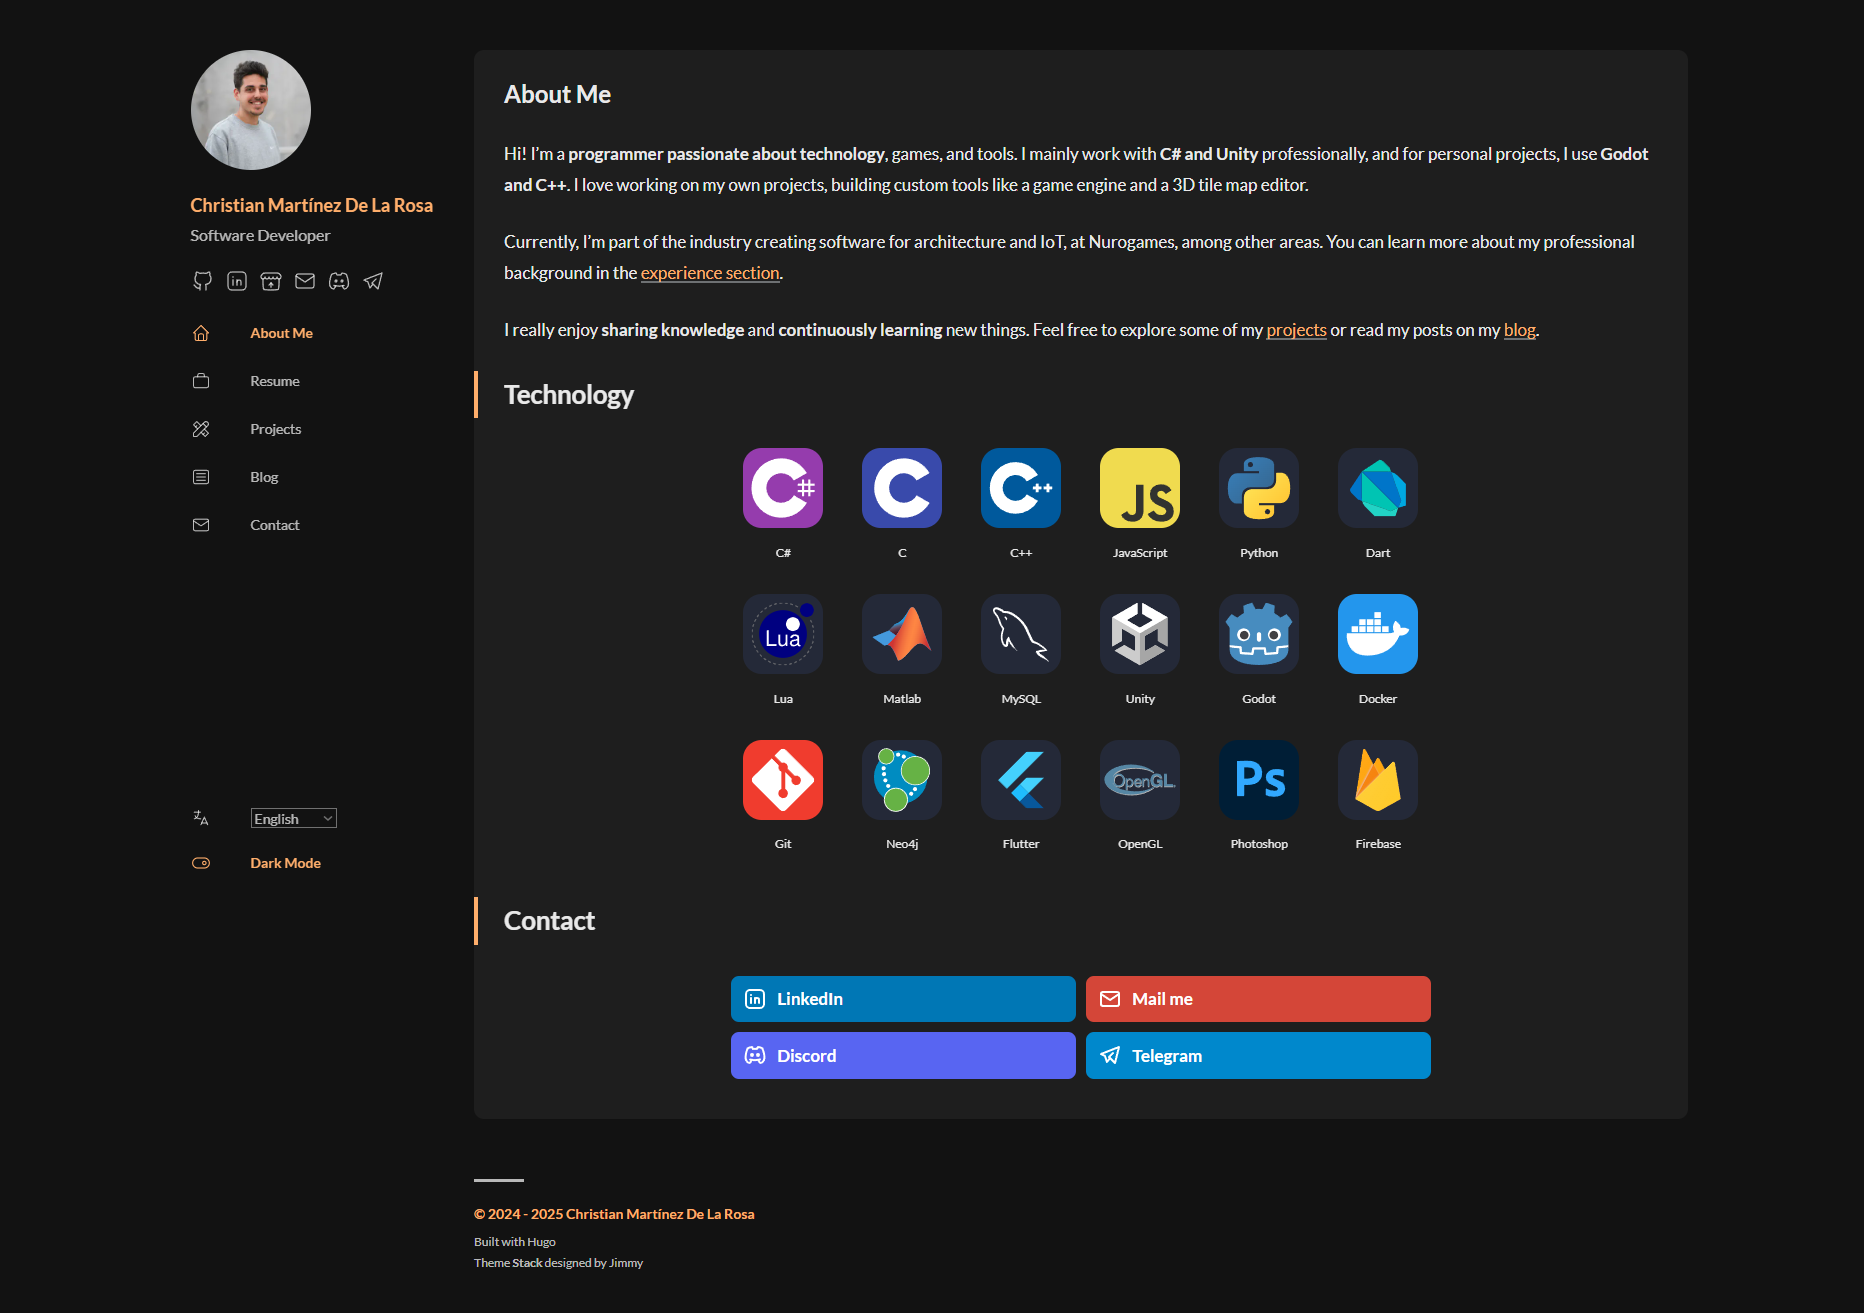 Christian Martínez De La Rosa
Software Developer
About Me
Resume
Projects
Blog
Contact
English
Dark Mode
About Me
Hi! I'm a programmer passionate about technology, games, and tools. I mainly work with C# and Unity professionally, and for personal projects, I use Godot
and C++. I love working on my own projects, building custom tools like a game engine and a 3D tile map editor.
Currently, I'm part of the industry creating software for architecture and IoT, at Nurogames, among other areas. You can learn more about my professional
background in the experience section.
I really enjoy sharing knowledge and continuously learning new things. Feel free to explore some of my projects or read my posts on my blog.
Technology
C# C C++ JS
C# C C++ JavaScript Python Dart
Lua
Lua Matlab MySQL Unity Godot Docker
OpenGL Ps
Git Neo4j Flutter OpenGL Photoshop Firebase
Contact
in LinkedIn Mail me
Discord Telegram
© 2024 - 2025 Christian Martínez De La Rosa
Built with Hugo
Theme Stack designed by Jimmy